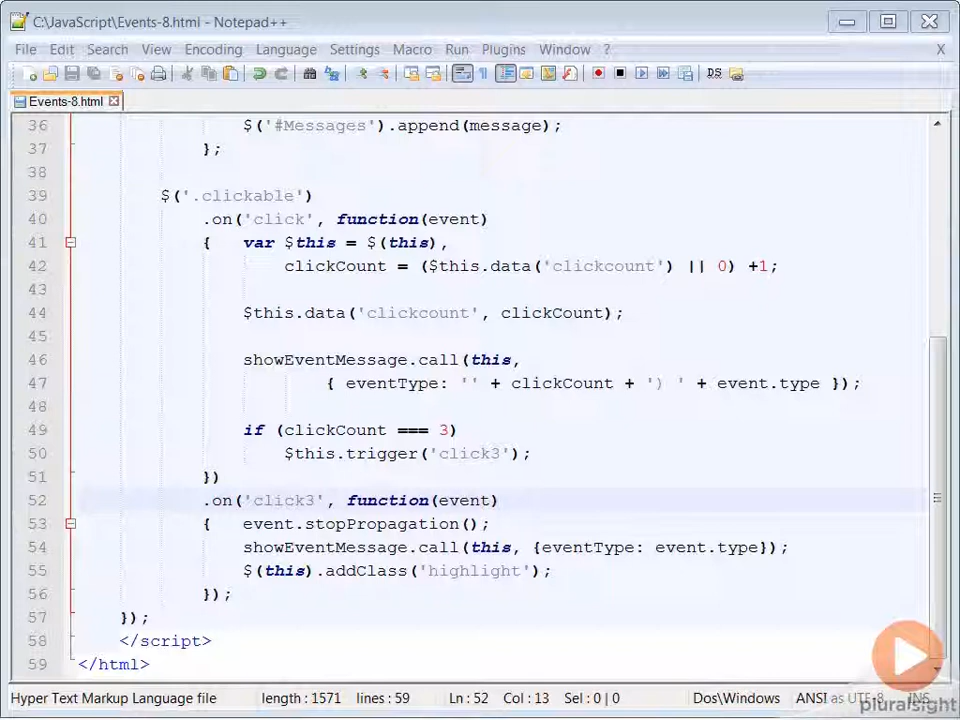 C:\JavaScript\Events-8.html - Notepad++
File Edit Search View Encoding Language Settings Macro Run Plugins Window ? X
Events-8.html
36 $('#Messages').append(message);
37 };
38
39 $('.clickable')
40 .on('click', function(event)
41 { var $this = $(this),
42 clickCount = ($this.data('clickcount') || 0) +1;
43
44 $this.data('clickcount', clickCount);
45
46 showEventMessage.call(this,
47 { eventType: '' + clickCount + ') ' + event.type });
48
49 if (clickCount === 3)
50 $this.trigger('click3');
51 })
52 .on('click3', function(event)
53 { event.stopPropagation();
54 showEventMessage.call(this, {eventType: event.type});
55 $(this).addClass('highlight');
56 });
57 });
58 </script>
59 </html>
Hyper Text Markup Language file length : 1571 lines : 59 Ln : 52 Col : 13 Sel : 0 | 0 Dos\Windows ANSI as UTF-8 INS
pluralsight